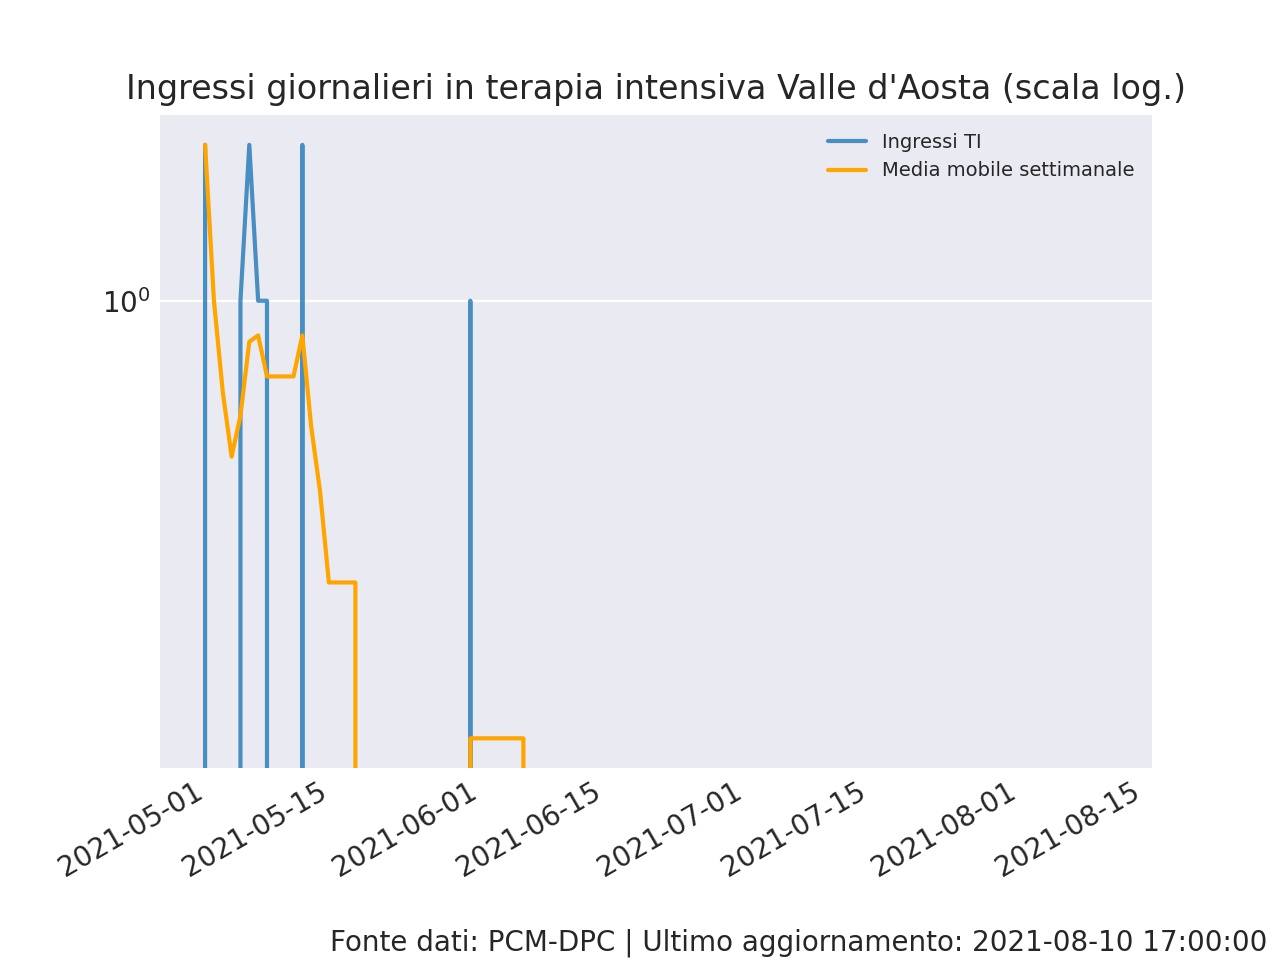 Ingressi giornalieri in terapia intensiva Valle d'Aosta (scala log.)
Ingressi TI
Media mobile settimanale
10⁰
2021-05-01
2021-05-15
2021-06-01
2021-06-15
2021-07-01
2021-07-15
2021-08-01
2021-08-15
Fonte dati: PCM-DPC | Ultimo aggiornamento: 2021-08-10 17:00:00